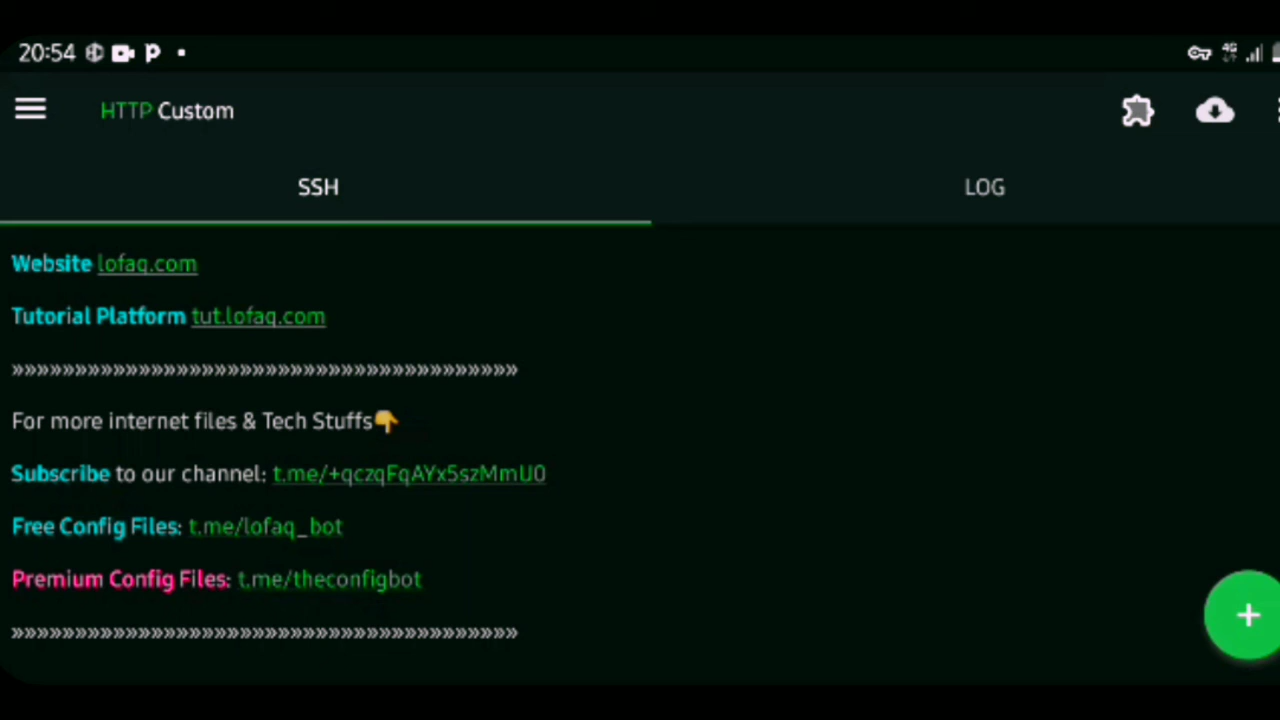 20:54
4G
HTTP Custom
SSH
LOG
Website lofaq.com
Tutorial Platform tut.lofaq.com
»»»»»»»»»»»»»»»»»»»»»»»»»»»»»»»»»»»»»»»»
For more internet files & Tech Stuffs👇
Subscribe to our channel: t.me/+qczqFqAYx5szMmU0
Free Config Files: t.me/lofaq_bot
Premium Config Files: t.me/theconfigbot
»»»»»»»»»»»»»»»»»»»»»»»»»»»»»»»»»»»»»»»»